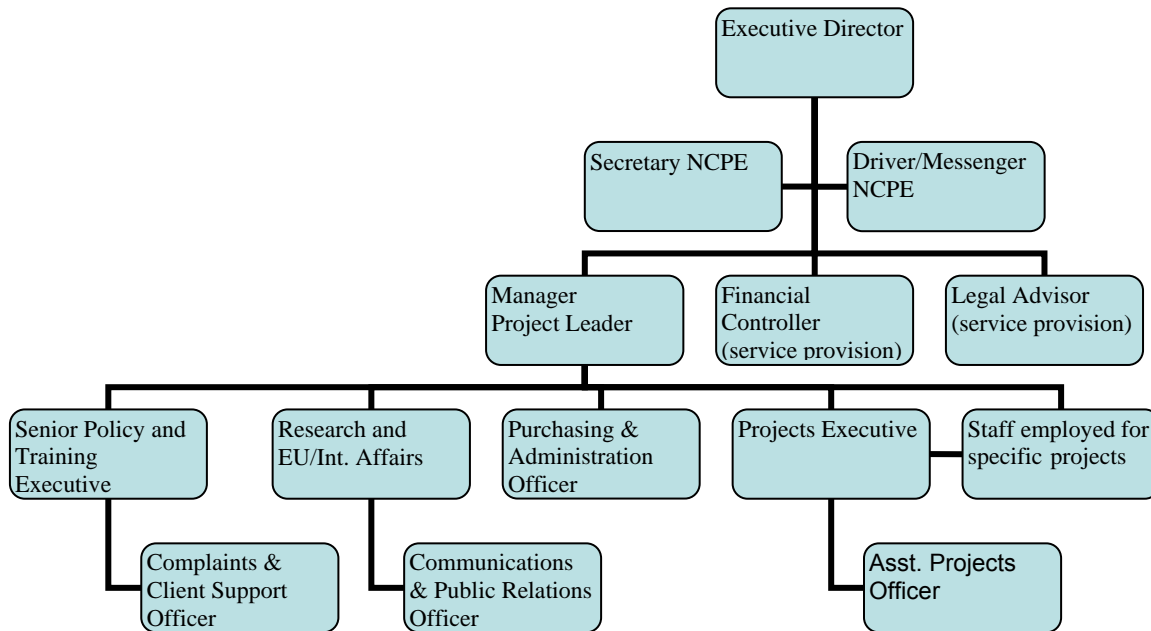 Executive Director
Secretary NCPE
Driver/Messenger
NCPE
Manager
Project Leader
Financial
Controller
(service provision)
Legal Advisor
(service provision)
Senior Policy and
Training
Executive
Research and
EU/Int. Affairs
Purchasing &
Administration
Officer
Projects Executive
Staff employed for
specific projects
Complaints &
Client Support
Officer
Communications
& Public Relations
Officer
Asst. Projects
Officer